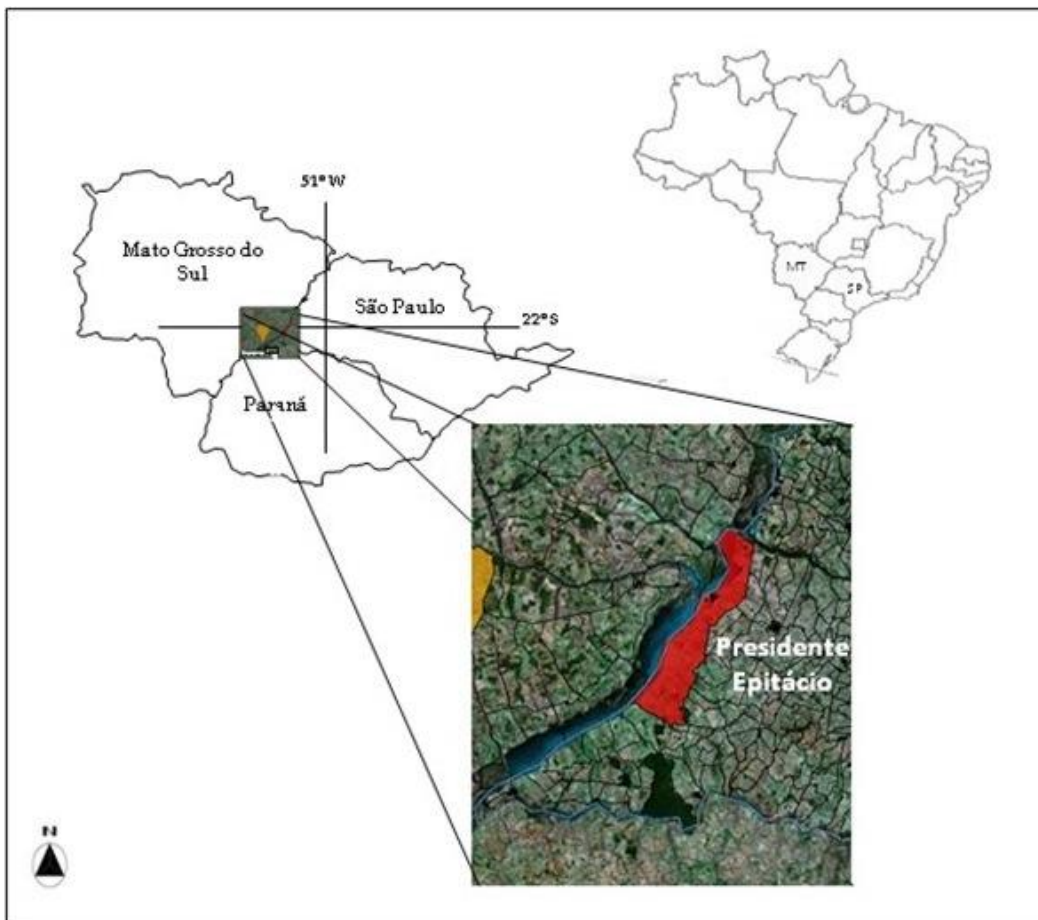 51° W
Mato Grosso do
Sul
São Paulo
22° S
Paraná
MT
SP
Presidente
Epitácio
N